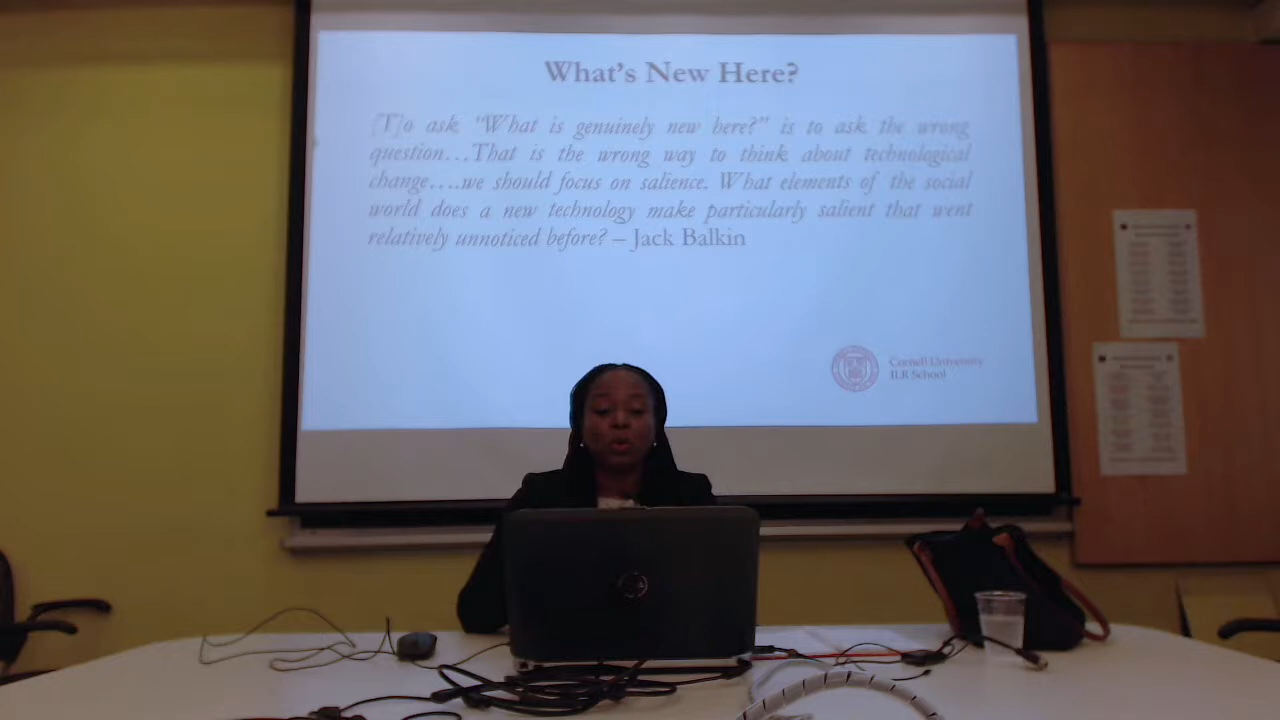 What's New Here?
[T]o ask "What is genuinely new here?" is to ask the wrong
question…That is the wrong way to think about technological
change….we should focus on salience. What elements of the social
world does a new technology make particularly salient that went
relatively unnoticed before? – Jack Balkin
Cornell University
ILR School